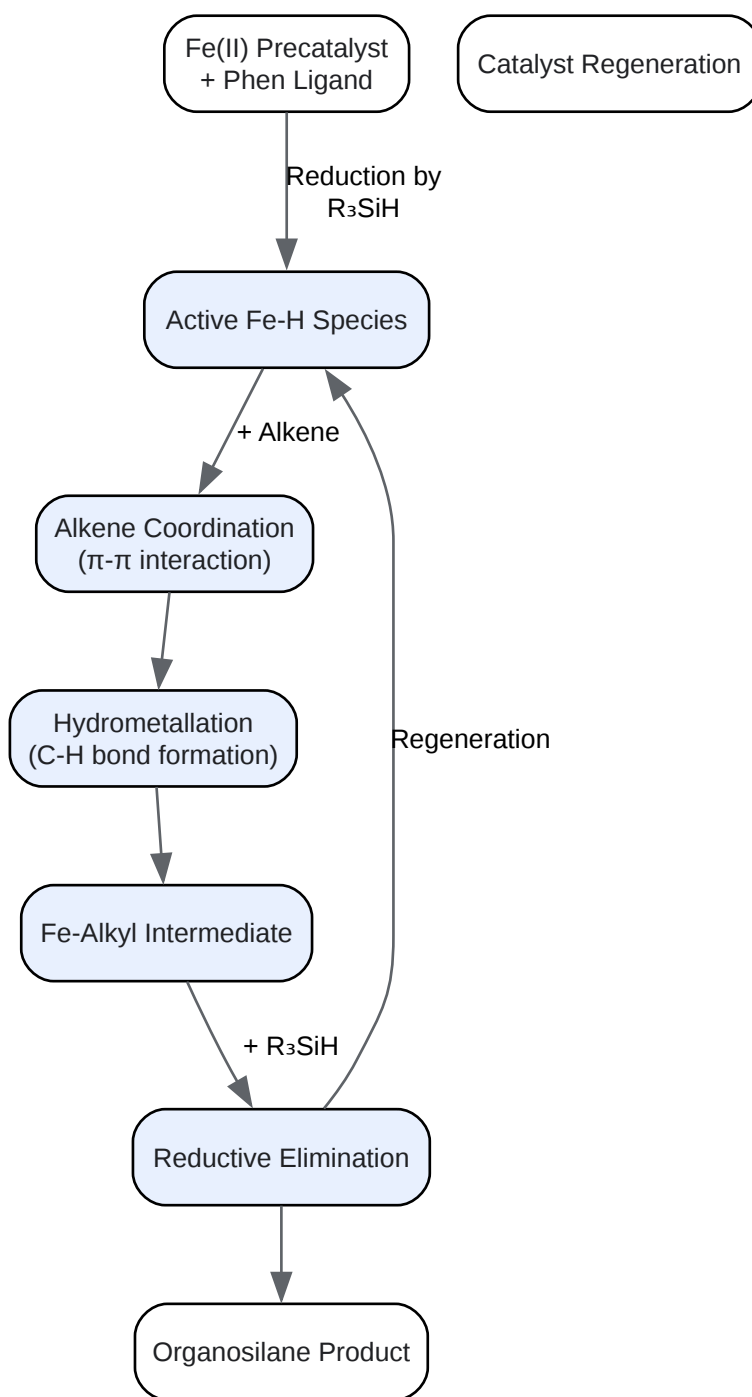 Fe(II) Precatalyst
+ Phen Ligand
Catalyst Regeneration
Reduction by
R₃SiH
Active Fe-H Species
+ Alkene
Alkene Coordination
(π-π interaction)
Hydrometallation
(C-H bond formation)
Regeneration
Fe-Alkyl Intermediate
+ R₃SiH
Reductive Elimination
Organosilane Product